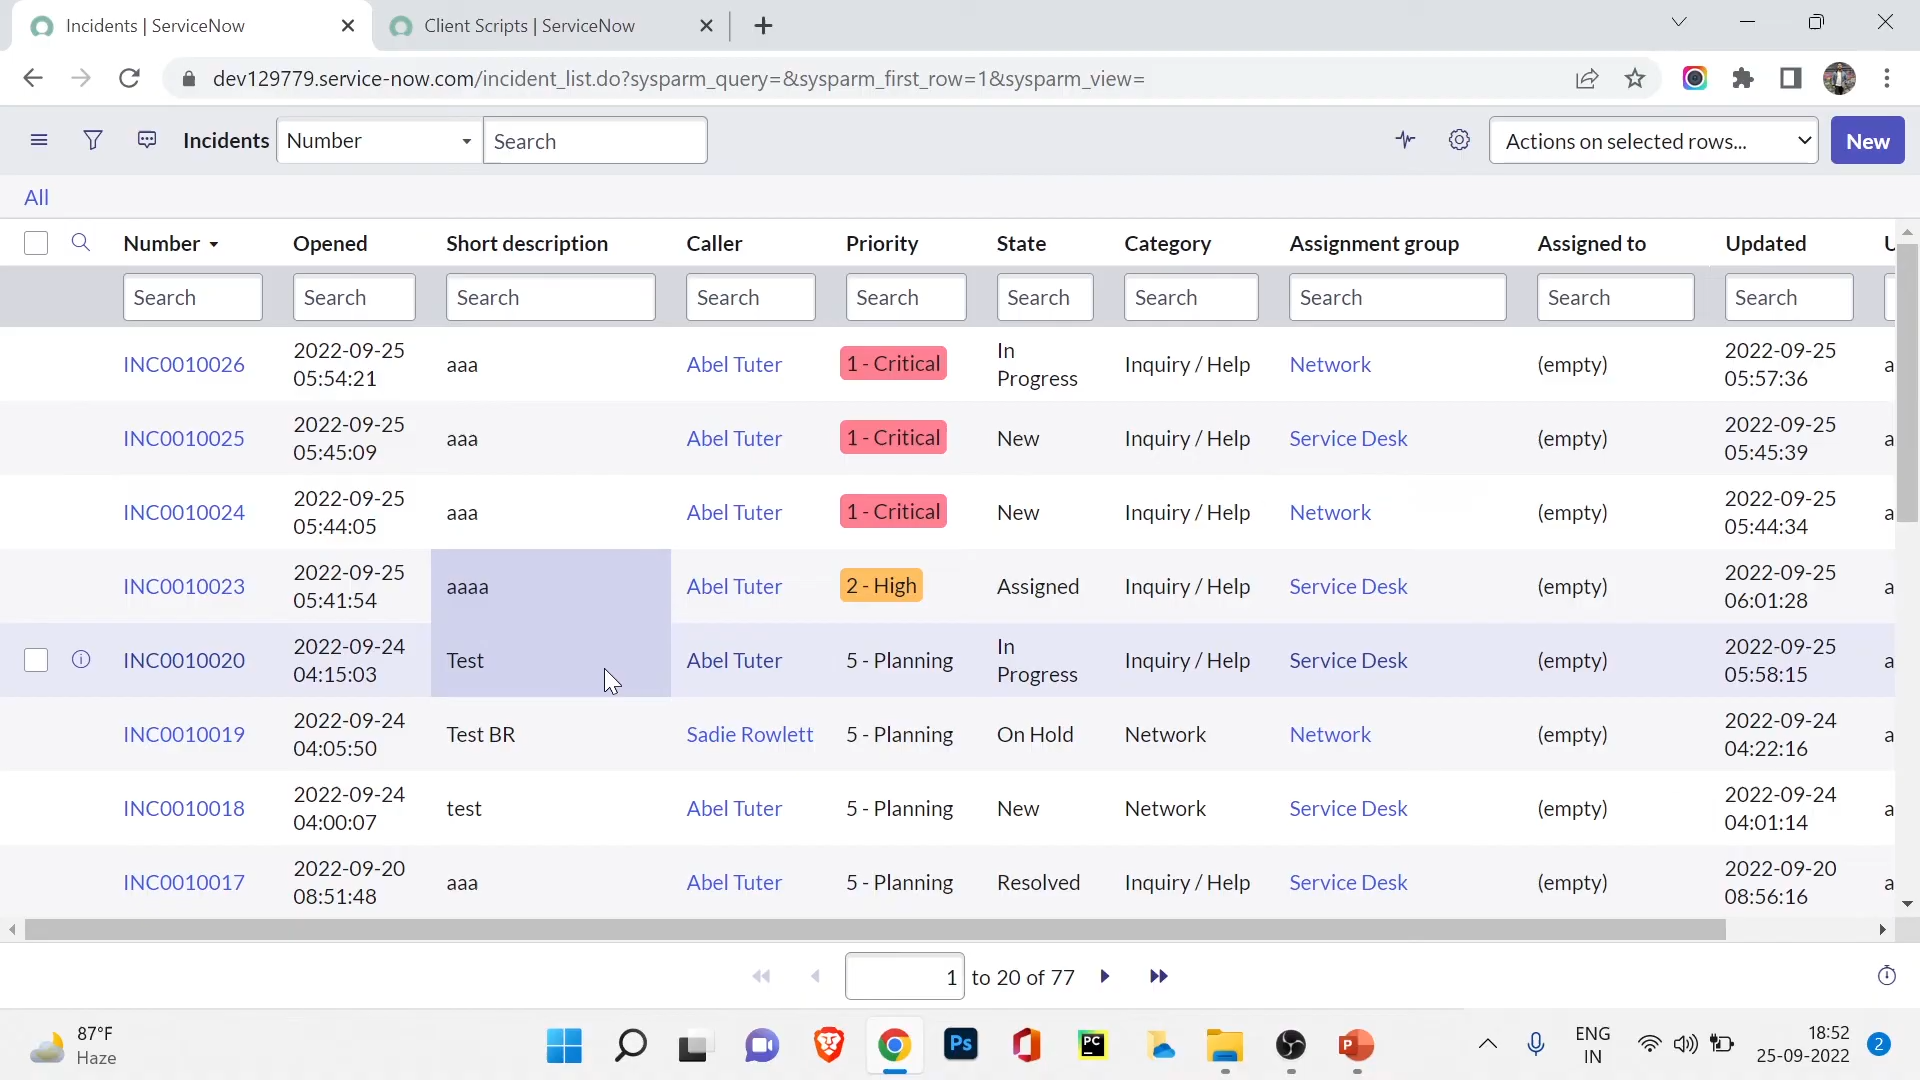 Incidents | ServiceNow
Client Scripts | ServiceNow
dev129779.service-now.com/incident_list.do?sysparm_query=&sysparm_first_row=1&sysparm_view=
Incidents Number Search Actions on selected rows... New
All
Number Opened Short description Caller Priority State Category Assignment group Assigned to Updated
Search Search Search Search Search Search Search Search Search Search
INC0010026 2022-09-25 05:54:21 aaa Abel Tuter 1 - Critical In Progress Inquiry / Help Network (empty) 2022-09-25 05:57:36 a
INC0010025 2022-09-25 05:45:09 aaa Abel Tuter 1 - Critical New Inquiry / Help Service Desk (empty) 2022-09-25 05:45:39 a
INC0010024 2022-09-25 05:44:05 aaa Abel Tuter 1 - Critical New Inquiry / Help Network (empty) 2022-09-25 05:44:34 a
INC0010023 2022-09-25 05:41:54 aaaa Abel Tuter 2 - High Assigned Inquiry / Help Service Desk (empty) 2022-09-25 06:01:28 a
INC0010020 2022-09-24 04:15:03 Test Abel Tuter 5 - Planning In Progress Inquiry / Help Service Desk (empty) 2022-09-25 05:58:15 a
INC0010019 2022-09-24 04:05:50 Test BR Sadie Rowlett 5 - Planning On Hold Network Network (empty) 2022-09-24 04:22:16 a
INC0010018 2022-09-24 04:00:07 test Abel Tuter 5 - Planning New Network Service Desk (empty) 2022-09-24 04:01:14 a
INC0010017 2022-09-20 08:51:48 aaa Abel Tuter 5 - Planning Resolved Inquiry / Help Service Desk (empty) 2022-09-20 08:56:16 a
1 to 20 of 77
87°F
Haze
Ps
PC
P
ENG
IN
18:52
25-09-2022
2